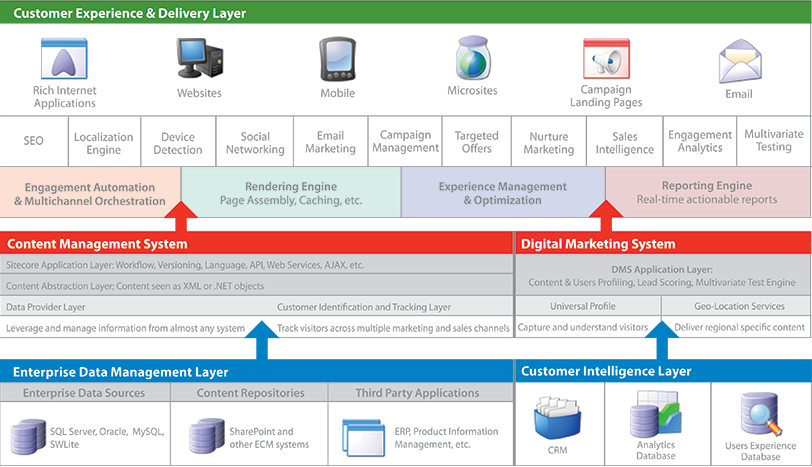 Customer Experience & Delivery Layer
Rich Internet
Applications
Websites
Mobile
Microsites
Campaign
Landing Pages
Email
SEO
Localization
Engine
Device
Detection
Social
Networking
Email
Marketing
Campaign
Management
Targeted
Offers
Nurture
Marketing
Sales
Intelligence
Engagement
Analytics
Multivariate
Testing
Engagement Automation
& Multichannel Orchestration
Rendering Engine
Page Assembly, Caching, etc.
Experience Management
& Optimization
Reporting Engine
Real-time actionable reports
Content Management System
Sitecore Application Layer: Workflow, Versioning, Language, API, Web Services, AJAX, etc.
Content Abstraction Layer; Content seen as XML or .NET objects
Data Provider Layer
Customer Identification and Tracking Layer
Leverage and manage information from almost any system
Track visitors across multiple marketing and sales channels
Digital Marketing System
DMS Application Layer:
Content & Users Profiling, Lead Scoring, Multivariate Test Engine
Universal Profile
Geo-Location Services
Capture and understand visitors
Deliver regional specific content
Enterprise Data Management Layer
Enterprise Data Sources
Content Repositories
Third Party Applications
SQL Server, Oracle, MySQL,
SWLite
SharePoint and
other ECM systems
ERP, Product Information
Management, etc.
Customer Intelligence Layer
CRM
Analytics
Database
Users Experience
Database